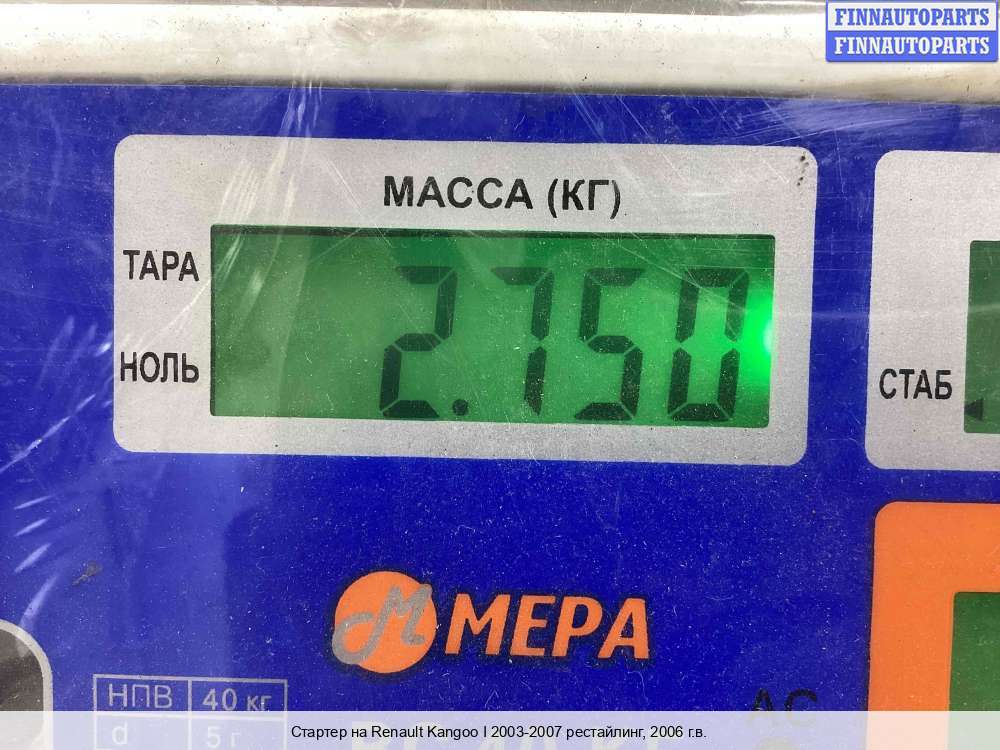 FINNAUTOPARTS
FINNAUTOPARTS
МАССА (КГ)
ТАРА
2.750
НОЛЬ
СТАБ
М МЕРА
НПВ 40 кг
d 5 г
Стартер на Renault Kangoo I 2003-2007 рестайлинг, 2006 г.в.